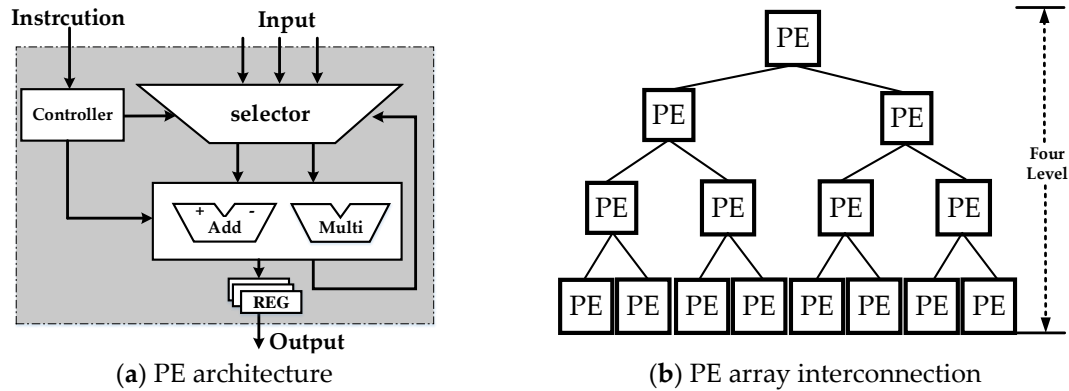 Instrcution
Input
Controller
selector
+ -
Add
Multi
REG
Output
(a) PE architecture
PE
PE PE
PE PE PE PE
PE PE PE PE PE PE PE PE
Four
Level
(b) PE array interconnection